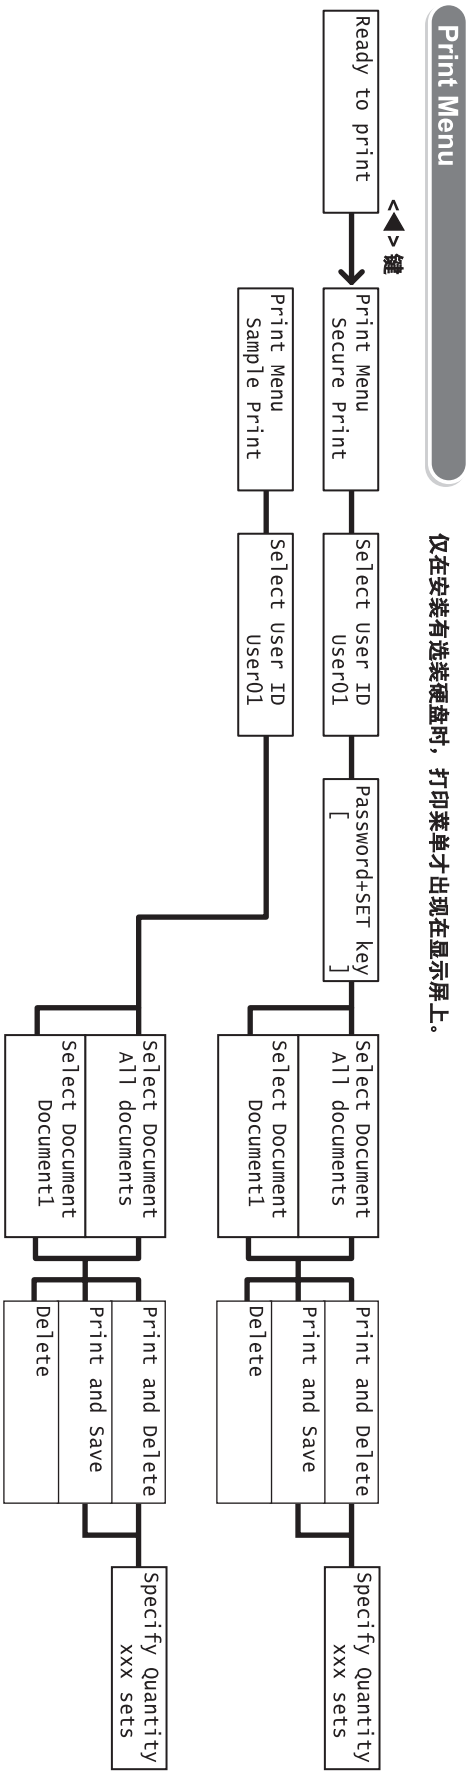 Print Menu
仅在安装有选装硬盘时，打印菜单才出现在显示屏上。
<◀> 键
Ready to print
Print Menu
Secure Print
Select User ID
User01
Password+SET key
[ ]
Select Document
All documents
Select Document
Document1
Print and Delete
Print and Save
Delete
Specify Quantity
xxx sets
Print Menu
Sample Print
Select User ID
User01
Select Document
All documents
Select Document
Document1
Print and Delete
Print and Save
Delete
Specify Quantity
xxx sets